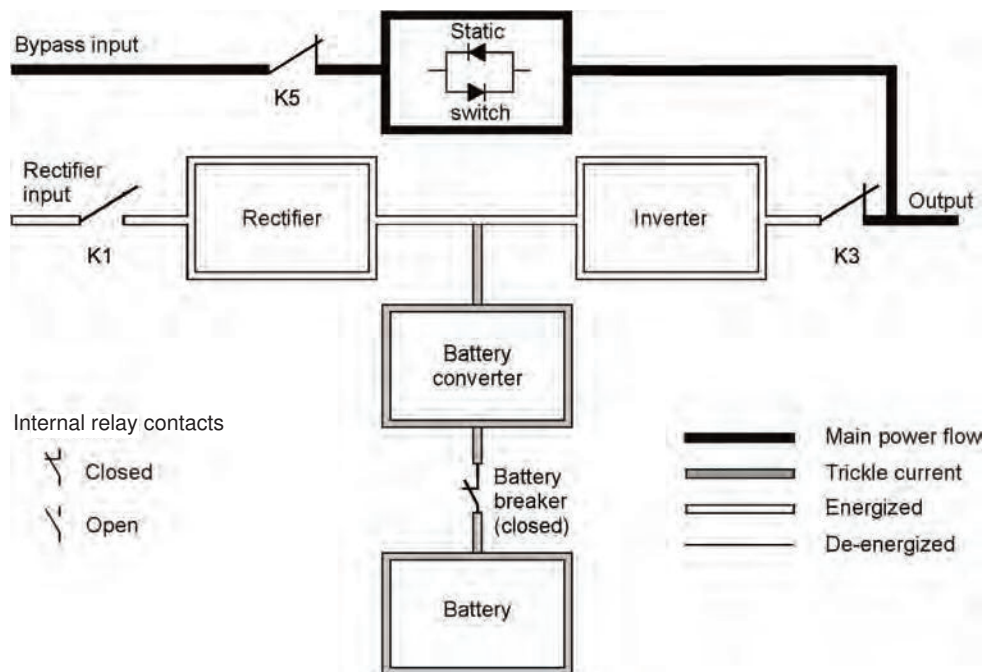 Bypass input
K5
Static
switch
Rectifier
input
K1
Rectifier
Inverter
K3
Output
Battery
converter
Internal relay contacts
Closed
Open
Battery
breaker
(closed)
Battery
Main power flow
Trickle current
Energized
De-energized